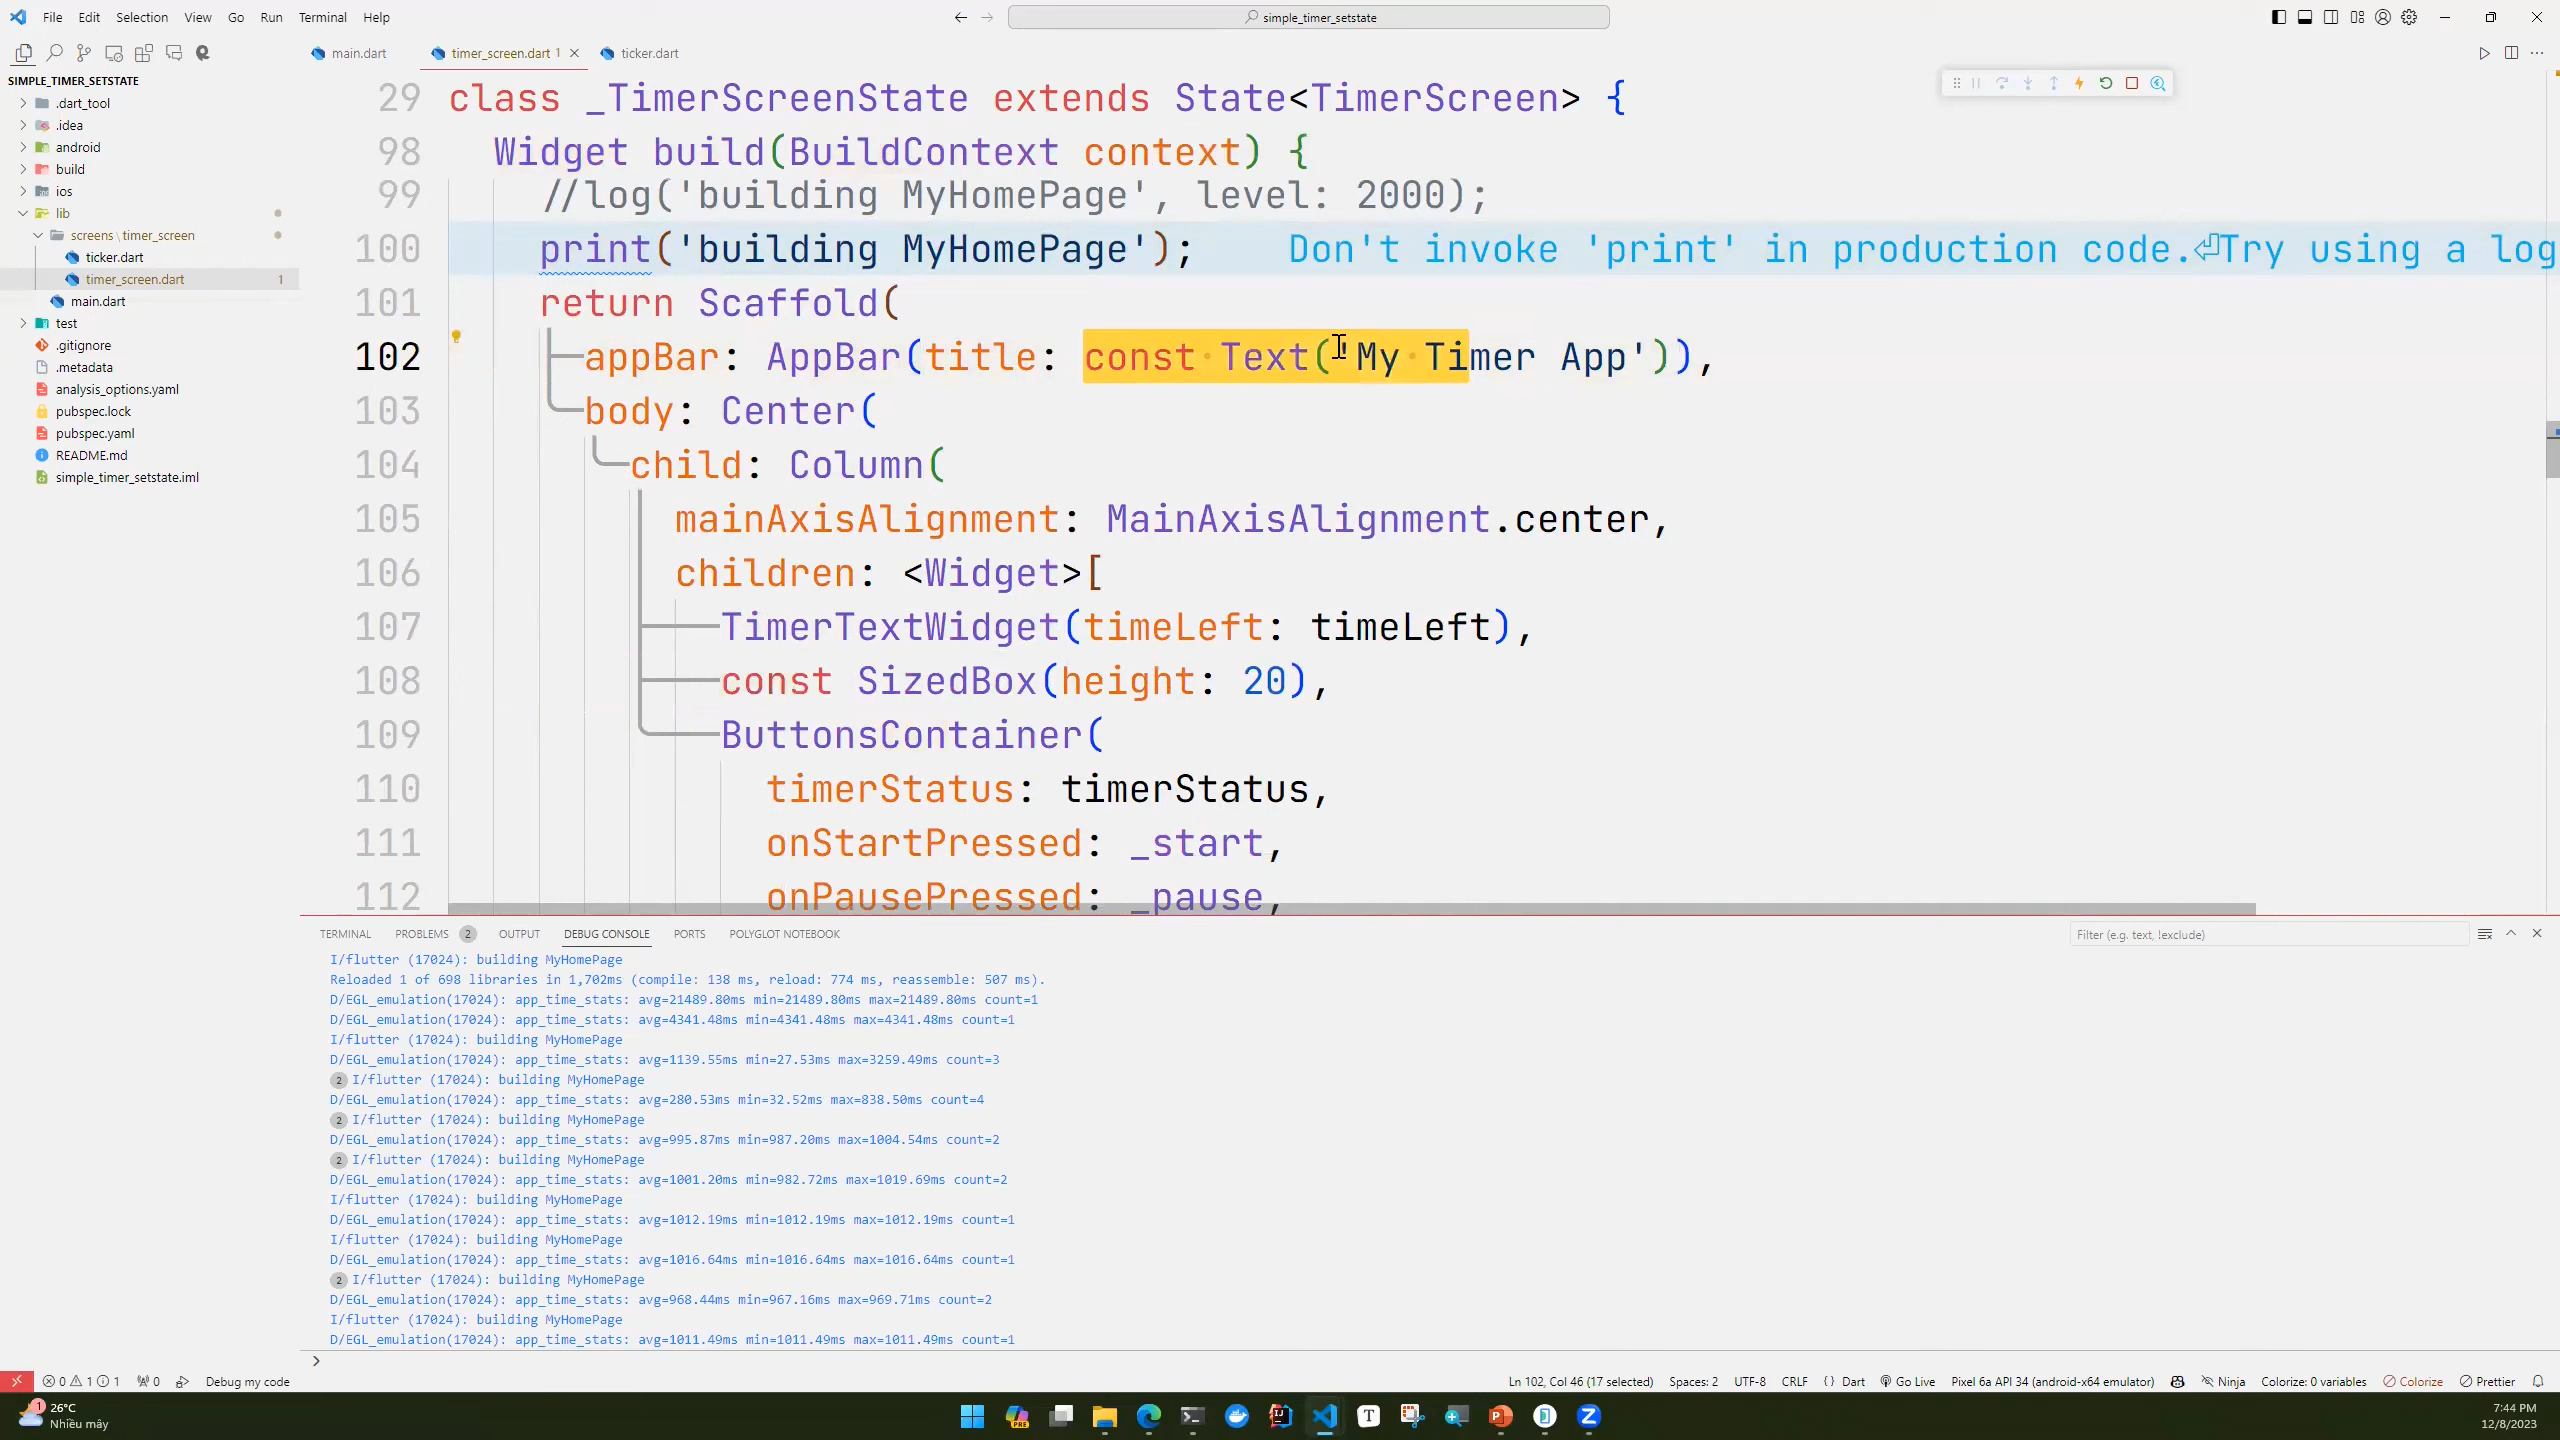 File Edit Selection View Go Run Terminal Help
simple_timer_setstate
main.dart
timer_screen.dart 1
ticker.dart
SIMPLE_TIMER_SETSTATE
.dart_tool
.idea
android
build
ios
lib
screens \ timer_screen
ticker.dart
timer_screen.dart 1
main.dart
test
.gitignore
.metadata
analysis_options.yaml
pubspec.lock
pubspec.yaml
README.md
simple_timer_setstate.iml
29 class _TimerScreenState extends State<TimerScreen> {
98 Widget build(BuildContext context) {
99 //log('building MyHomePage', level: 2000);
100 print('building MyHomePage'); Don't invoke 'print' in production code.⏎Try using a log
101 return Scaffold(
102 appBar: AppBar(title: const Text('My Timer App')),
103 body: Center(
104 child: Column(
105 mainAxisAlignment: MainAxisAlignment.center,
106 children: <Widget>[
107 TimerTextWidget(timeLeft: timeLeft),
108 const SizedBox(height: 20),
109 ButtonsContainer(
110 timerStatus: timerStatus,
111 onStartPressed: _start,
112 onPausePressed: _pause,
TERMINAL PROBLEMS 2 OUTPUT DEBUG CONSOLE PORTS POLYGLOT NOTEBOOK
Filter (e.g. text, !exclude)
I/flutter (17024): building MyHomePage
Reloaded 1 of 698 libraries in 1,702ms (compile: 138 ms, reload: 774 ms, reassemble: 507 ms).
D/EGL_emulation(17024): app_time_stats: avg=21489.80ms min=21489.80ms max=21489.80ms count=1
D/EGL_emulation(17024): app_time_stats: avg=4341.48ms min=4341.48ms max=4341.48ms count=1
I/flutter (17024): building MyHomePage
D/EGL_emulation(17024): app_time_stats: avg=1139.55ms min=27.53ms max=3259.49ms count=3
2 I/flutter (17024): building MyHomePage
D/EGL_emulation(17024): app_time_stats: avg=280.53ms min=32.52ms max=838.50ms count=4
2 I/flutter (17024): building MyHomePage
D/EGL_emulation(17024): app_time_stats: avg=995.87ms min=987.20ms max=1004.54ms count=2
2 I/flutter (17024): building MyHomePage
D/EGL_emulation(17024): app_time_stats: avg=1001.20ms min=982.72ms max=1019.69ms count=2
I/flutter (17024): building MyHomePage
D/EGL_emulation(17024): app_time_stats: avg=1012.19ms min=1012.19ms max=1012.19ms count=1
I/flutter (17024): building MyHomePage
D/EGL_emulation(17024): app_time_stats: avg=1016.64ms min=1016.64ms max=1016.64ms count=1
2 I/flutter (17024): building MyHomePage
D/EGL_emulation(17024): app_time_stats: avg=968.44ms min=967.16ms max=969.71ms count=2
I/flutter (17024): building MyHomePage
D/EGL_emulation(17024): app_time_stats: avg=1011.49ms min=1011.49ms max=1011.49ms count=1
0 1 1 0 Debug my code
Ln 102, Col 46 (17 selected) Spaces: 2 UTF-8 CRLF { } Dart Go Live Pixel 6a API 34 (android-x64 emulator) Ninja Colorize: 0 variables Colorize Prettier
1 26°C
Nhiều mây
PRE
7:44 PM
12/8/2023